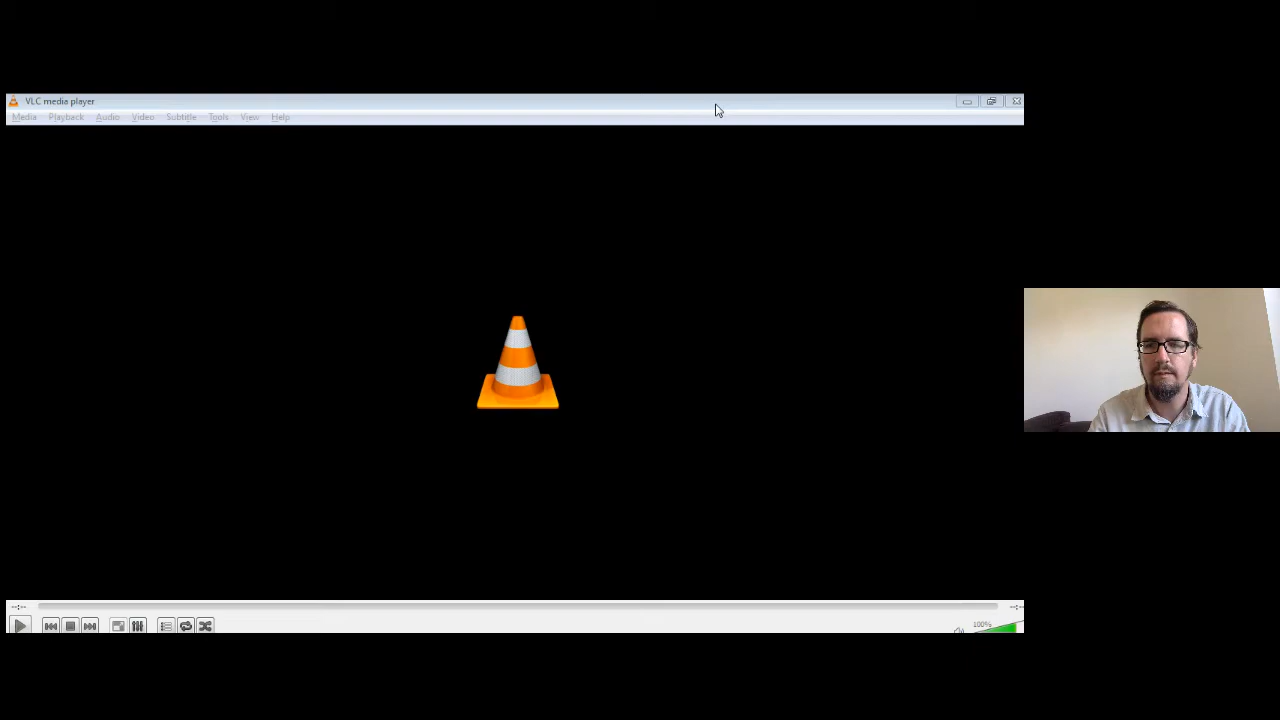 VLC media player
Media Playback Audio Video Subtitle Tools View Help
--:-- --:--
100%